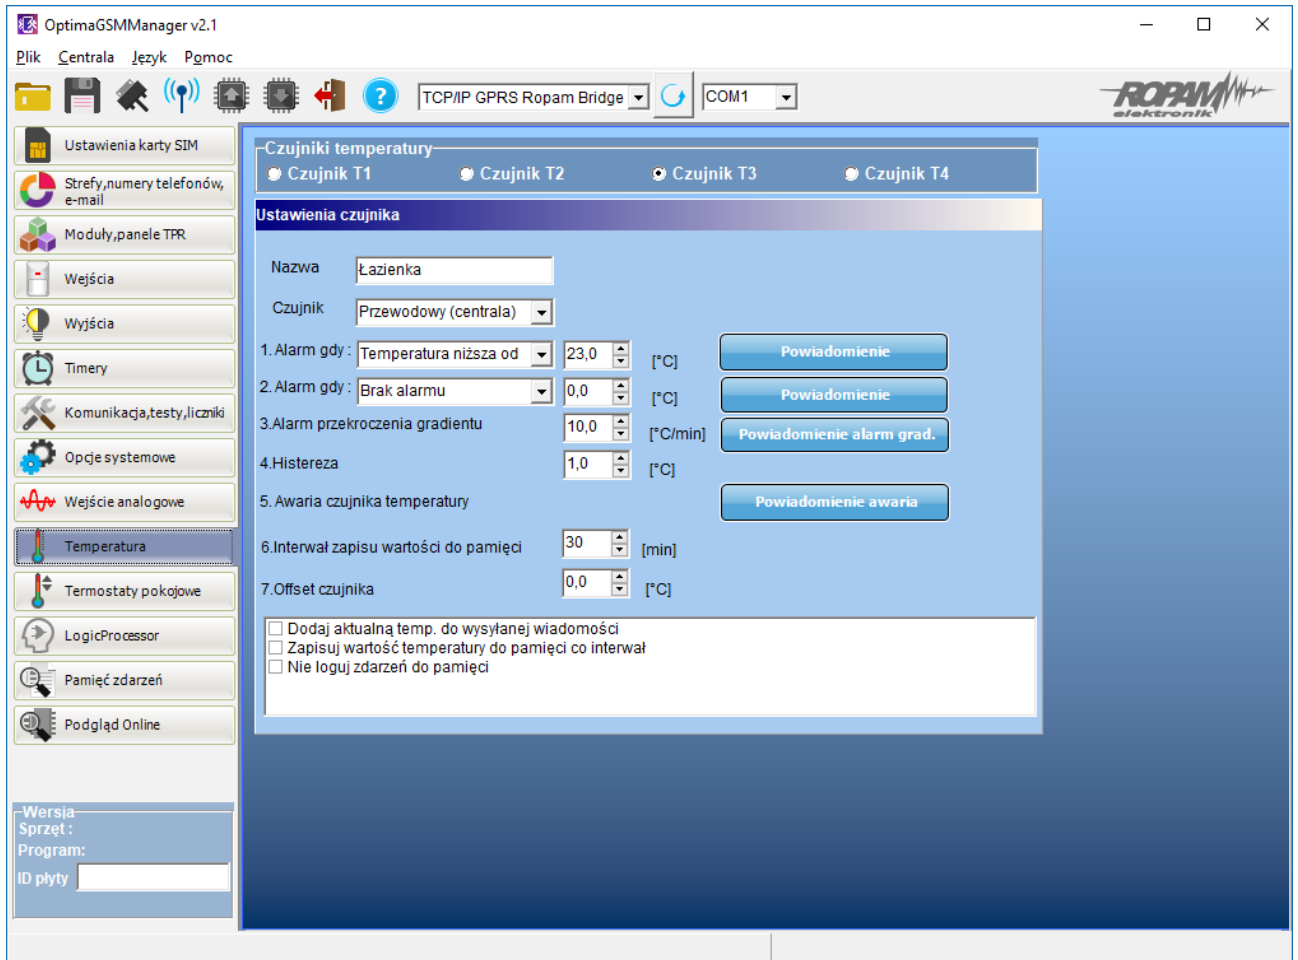 OptimaGSMManager v2.1
Plik Centrala Język Pomoc
TCP/IP GPRS Ropam Bridge COM1
ROPAM
elektronik
Ustawienia karty SIM
Strefy,numery telefonów,
e-mail
Moduły,panele TPR
Wejścia
Wyjścia
Timery
Komunikacja,testy,liczniki
Opcje systemowe
Wejście analogowe
Temperatura
Termostaty pokojowe
LogicProcessor
Pamięć zdarzeń
Podgląd Online
Wersja
Sprzęt :
Program:
ID płyty
Czujniki temperatury
Czujnik T1 Czujnik T2 Czujnik T3 Czujnik T4
Ustawienia czujnika
Nazwa Łazienka
Czujnik Przewodowy (centrala)
1. Alarm gdy : Temperatura niższa od 23,0 [°C] Powiadomienie
2. Alarm gdy : Brak alarmu 0,0 [°C] Powiadomienie
3.Alarm przekroczenia gradientu 10,0 [°C/min] Powiadomienie alarm grad.
4.Histereza 1,0 [°C]
5. Awaria czujnika temperatury Powiadomienie awaria
6.Interwał zapisu wartości do pamięci 30 [min]
7.Offset czujnika 0,0 [°C]
Dodaj aktualną temp. do wysyłanej wiadomości
Zapisuj wartość temperatury do pamięci co interwał
Nie loguj zdarzeń do pamięci